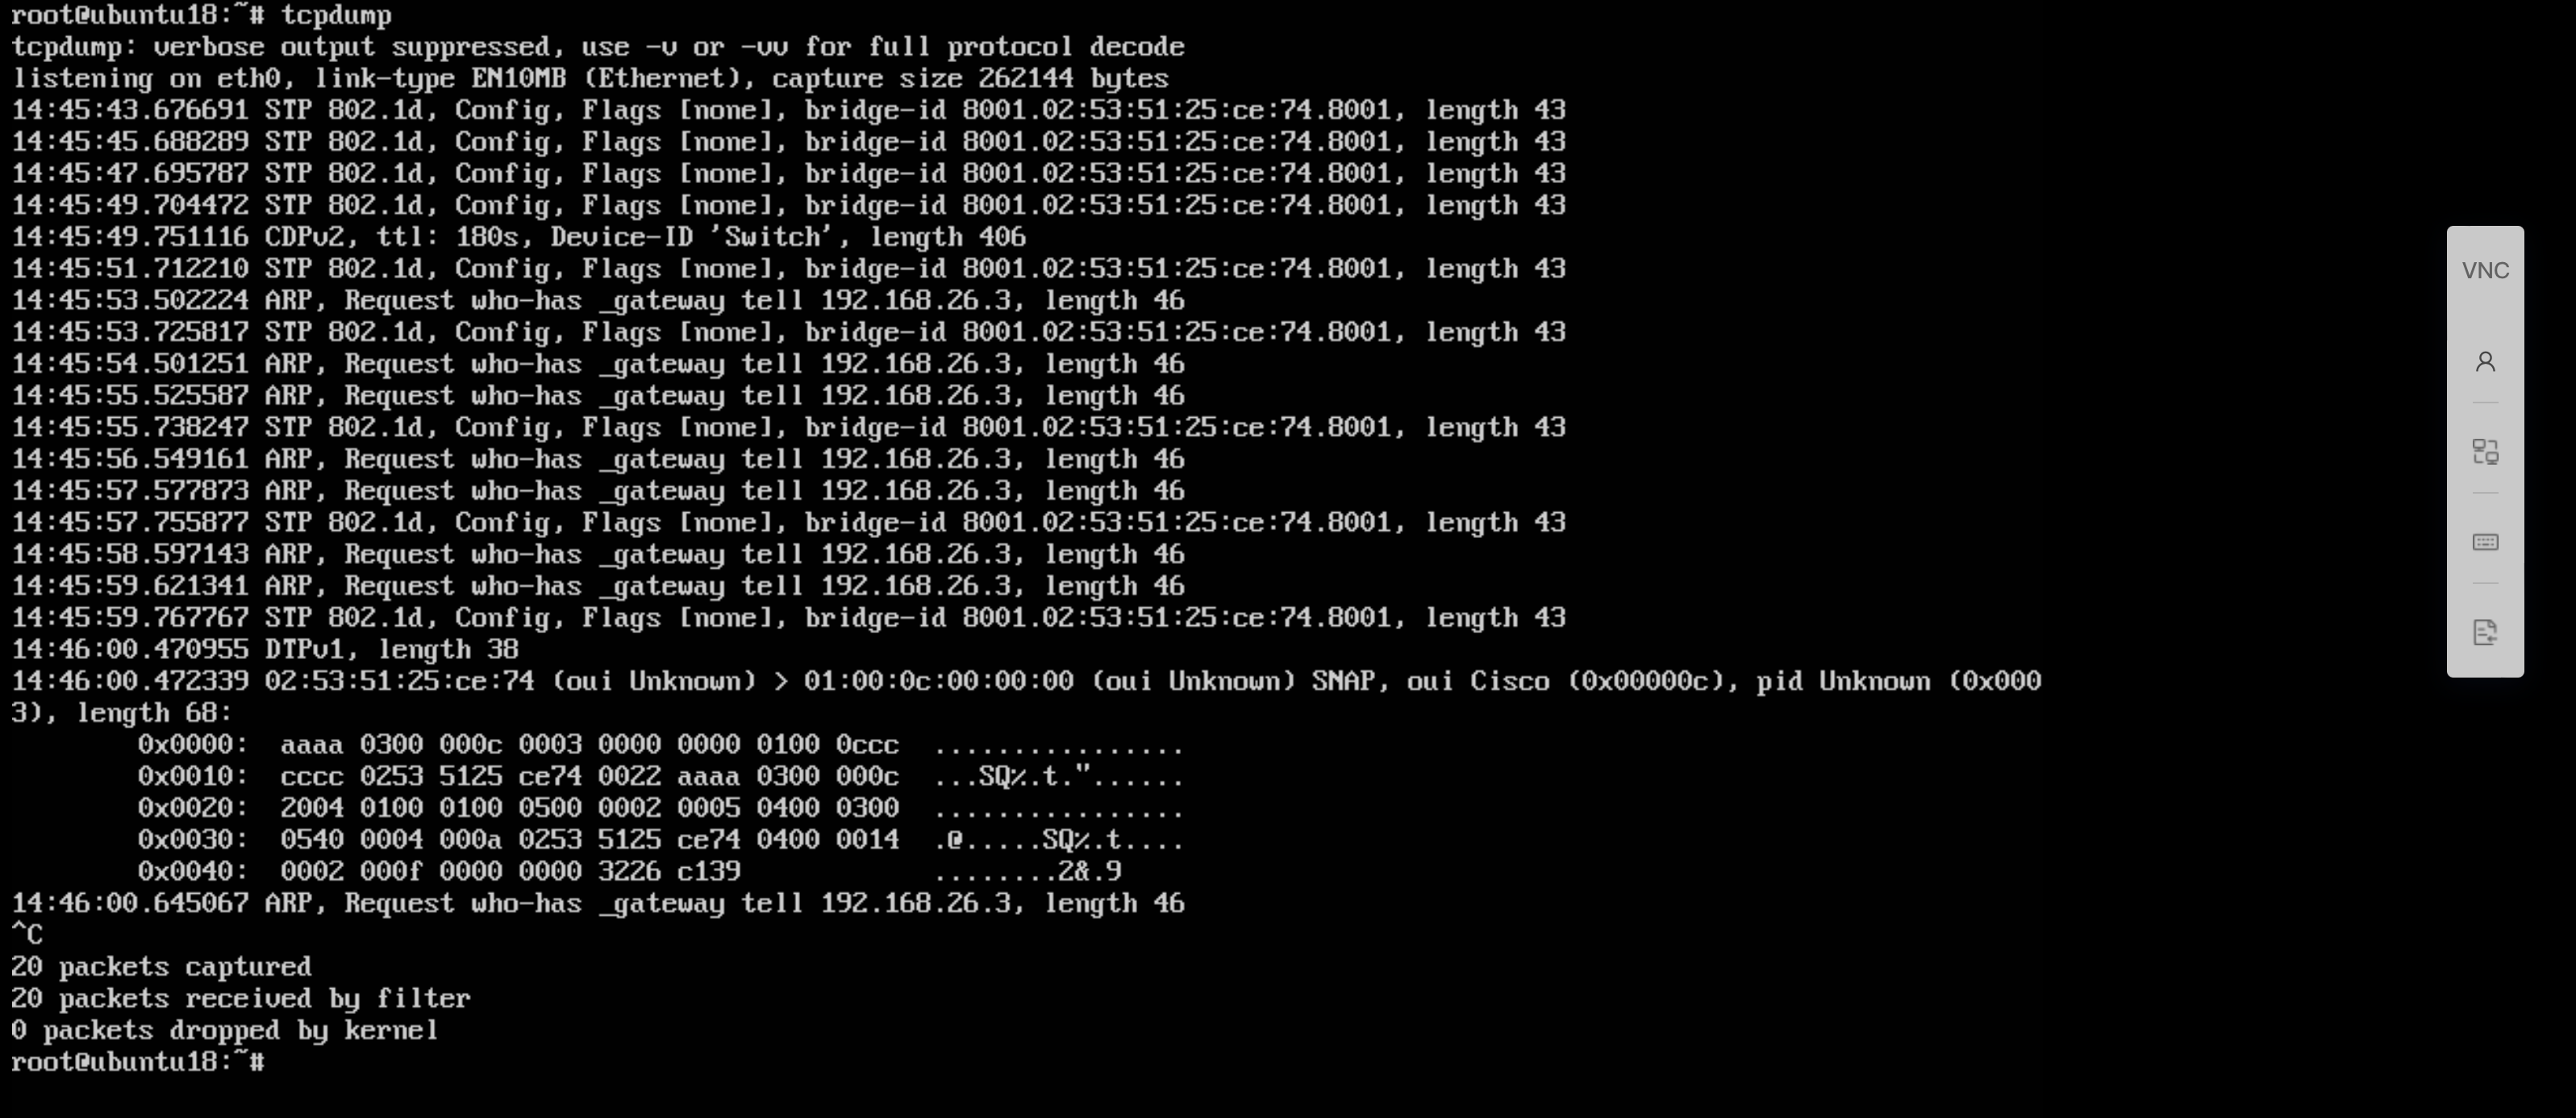 root@ubuntu18:~# tcpdump
tcpdump: verbose output suppressed, use -v or -vv for full protocol decode
listening on eth0, link-type EN10MB (Ethernet), capture size 262144 bytes
14:45:43.676691 STP 802.1d, Config, Flags [none], bridge-id 8001.02:53:51:25:ce:74.8001, length 43
14:45:45.688289 STP 802.1d, Config, Flags [none], bridge-id 8001.02:53:51:25:ce:74.8001, length 43
14:45:47.695787 STP 802.1d, Config, Flags [none], bridge-id 8001.02:53:51:25:ce:74.8001, length 43
14:45:49.704472 STP 802.1d, Config, Flags [none], bridge-id 8001.02:53:51:25:ce:74.8001, length 43
14:45:49.751116 CDPv2, ttl: 180s, Device-ID 'Switch', length 406
14:45:51.712210 STP 802.1d, Config, Flags [none], bridge-id 8001.02:53:51:25:ce:74.8001, length 43
14:45:53.502224 ARP, Request who-has _gateway tell 192.168.26.3, length 46
14:45:53.725817 STP 802.1d, Config, Flags [none], bridge-id 8001.02:53:51:25:ce:74.8001, length 43
14:45:54.501251 ARP, Request who-has _gateway tell 192.168.26.3, length 46
14:45:55.525587 ARP, Request who-has _gateway tell 192.168.26.3, length 46
14:45:55.738247 STP 802.1d, Config, Flags [none], bridge-id 8001.02:53:51:25:ce:74.8001, length 43
14:45:56.549161 ARP, Request who-has _gateway tell 192.168.26.3, length 46
14:45:57.577873 ARP, Request who-has _gateway tell 192.168.26.3, length 46
14:45:57.755877 STP 802.1d, Config, Flags [none], bridge-id 8001.02:53:51:25:ce:74.8001, length 43
14:45:58.597143 ARP, Request who-has _gateway tell 192.168.26.3, length 46
14:45:59.621341 ARP, Request who-has _gateway tell 192.168.26.3, length 46
14:45:59.767767 STP 802.1d, Config, Flags [none], bridge-id 8001.02:53:51:25:ce:74.8001, length 43
14:46:00.470955 DTPv1, length 38
14:46:00.472339 02:53:51:25:ce:74 (oui Unknown) > 01:00:0c:00:00:00 (oui Unknown) SNAP, oui Cisco (0x00000c), pid Unknown (0x000
3), length 68:
0x0000:  aaaa 0300 000c 0003 0000 0000 0100 0ccc  ................
0x0010:  cccc 0253 5125 ce74 0022 aaaa 0300 000c  ...SQ%.t."......
0x0020:  2004 0100 0100 0500 0002 0005 0400 0300  ................
0x0030:  0540 0004 000a 0253 5125 ce74 0400 0014  .@.....SQ%.t....
0x0040:  0002 000f 0000 0000 3226 c139            ........2&.9
14:46:00.645067 ARP, Request who-has _gateway tell 192.168.26.3, length 46
^C
20 packets captured
20 packets received by filter
0 packets dropped by kernel
root@ubuntu18:~#
VNC